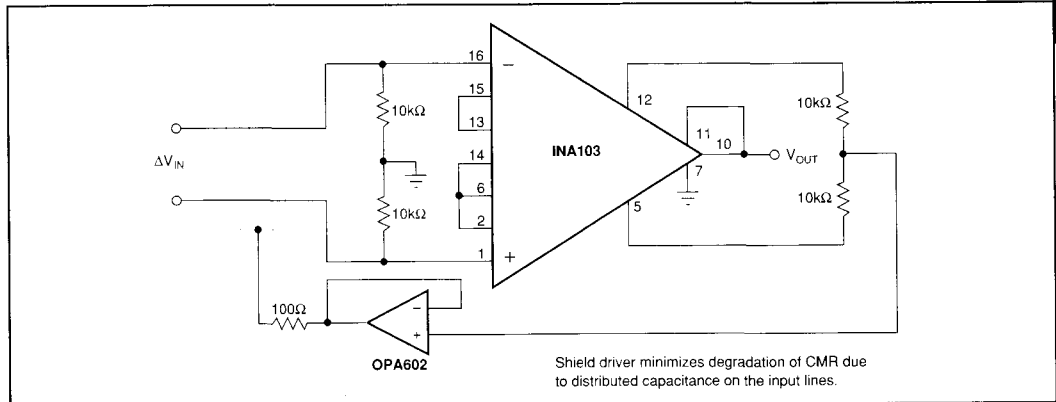 16
−
15
10kΩ
13
12
10kΩ
ΔV_IN
INA103
11
10
V_OUT
14
7
6
10kΩ
10kΩ
2
5
1
+
100Ω
−
+
OPA602
Shield driver minimizes degradation of CMR due
to distributed capacitance on the input lines.